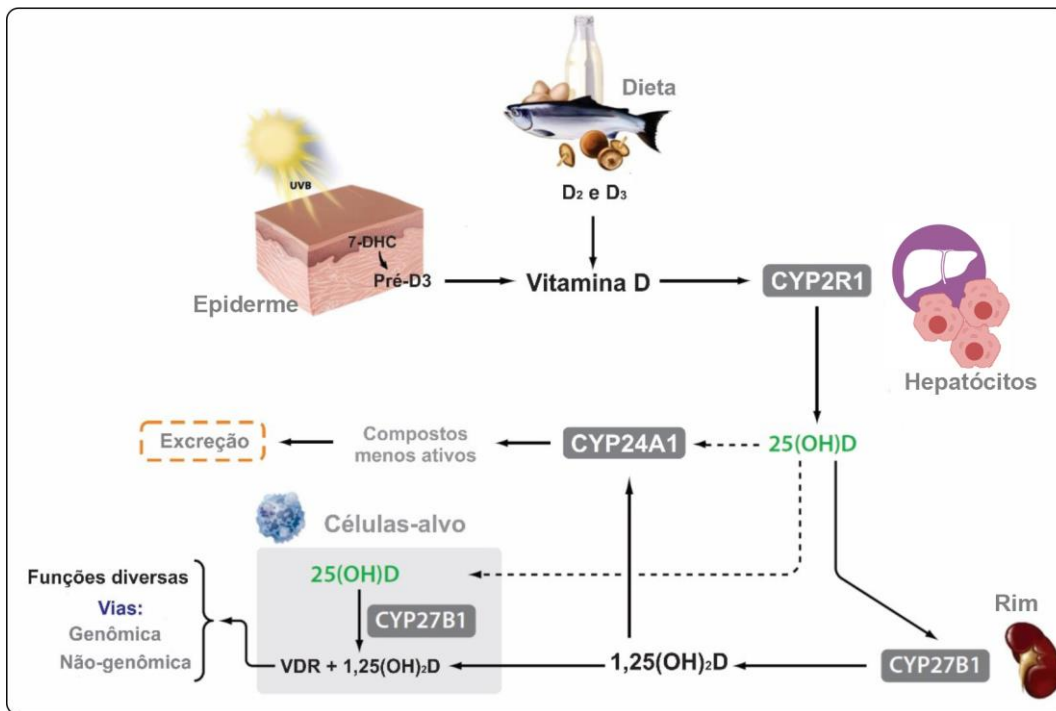 Dieta
UVB
D₂ e D₃
7-DHC
Pré-D3
Vitamina D
CYP2R1
Epiderme
Hepatócitos
Excreção
Compostos
menos ativos
CYP24A1
25(OH)D
Células-alvo
25(OH)D
CYP27B1
VDR + 1,25(OH)₂D
Funções diversas
Vias:
Genômica
Não-genômica
1,25(OH)₂D
CYP27B1
Rim